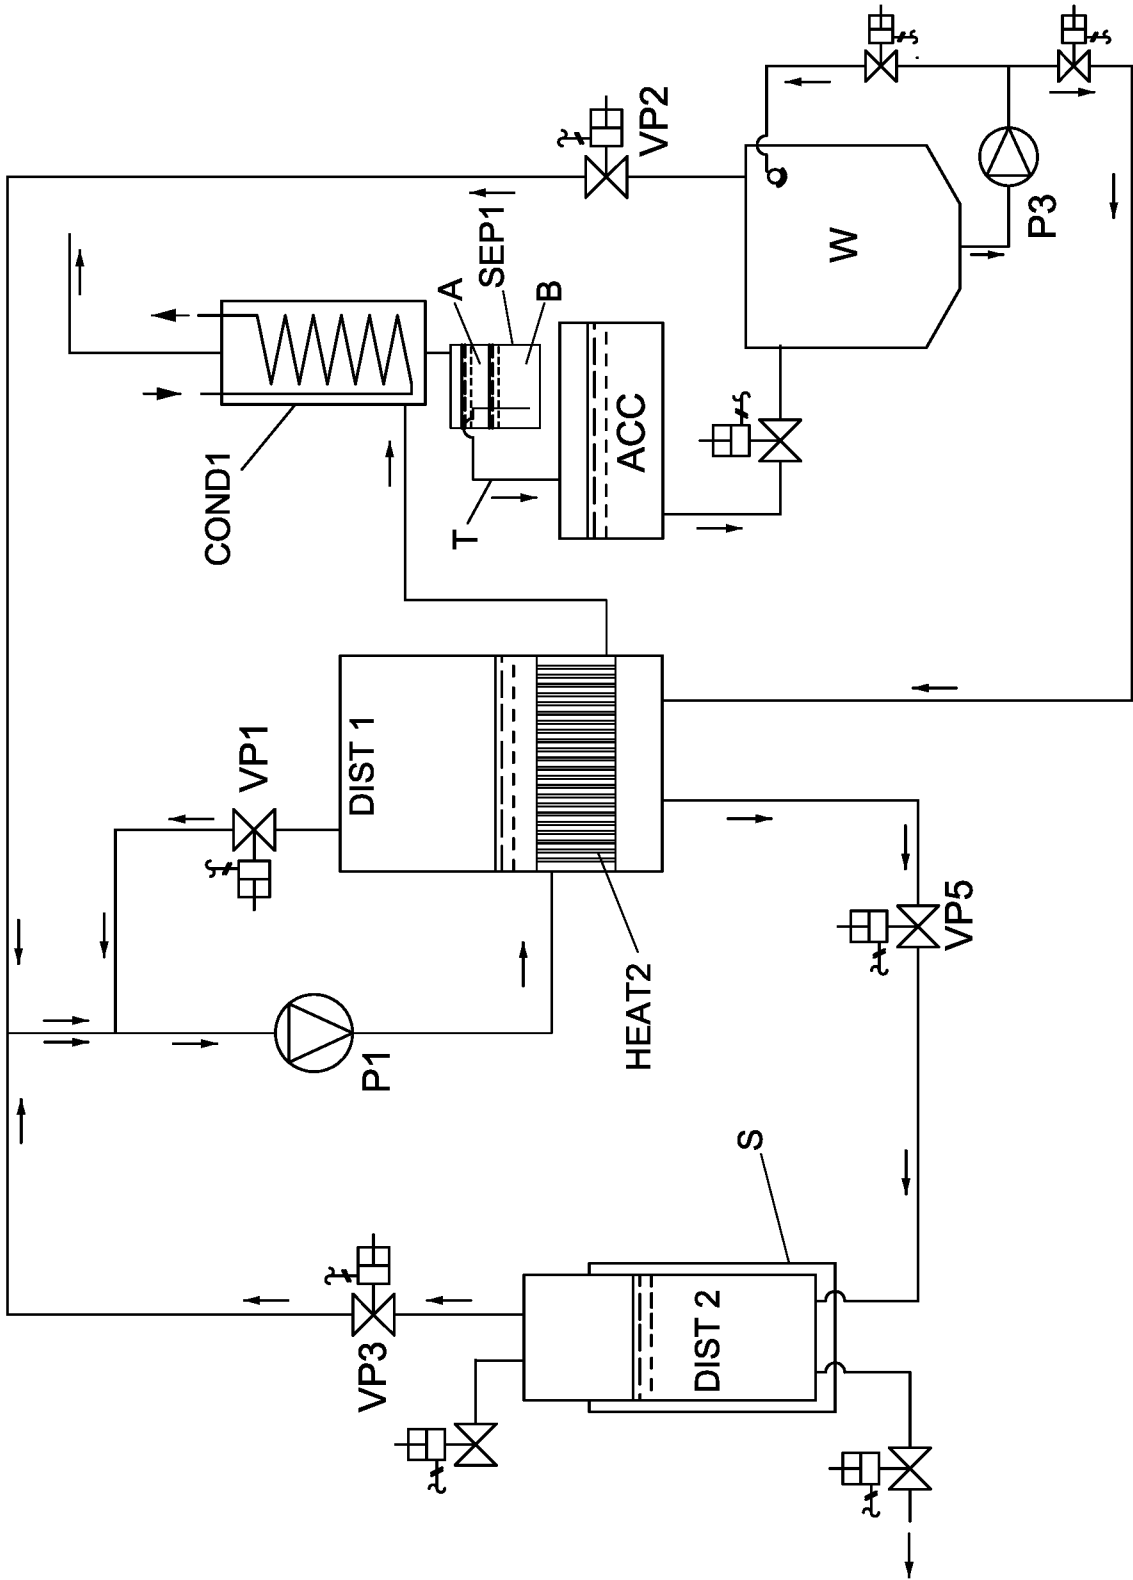 VP2
SEP1
A
B
W
P3
COND1
T
ACC
VP1
DIST 1
HEAT2
P1
VP5
S
VP3
DIST 2